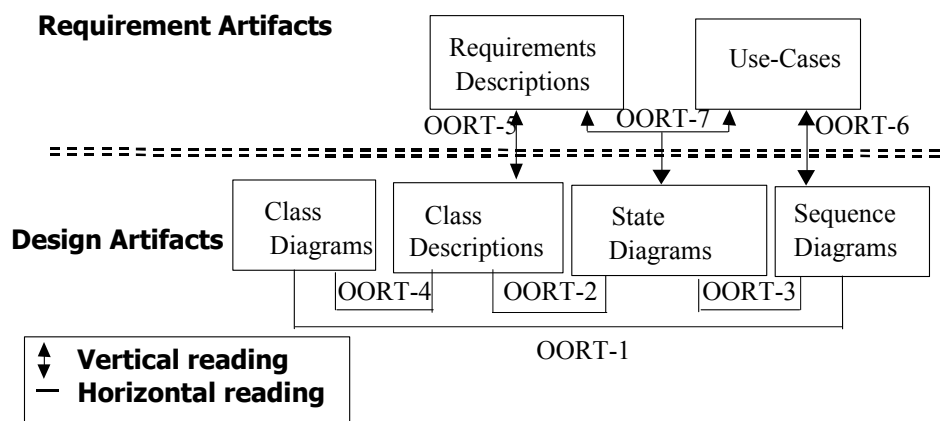 Requirement Artifacts
Requirements
Descriptions
Use-Cases
OORT-5
OORT-7
OORT-6
Design Artifacts
Class
Diagrams
Class
Descriptions
State
Diagrams
Sequence
Diagrams
OORT-4
OORT-2
OORT-3
OORT-1
Vertical reading
Horizontal reading